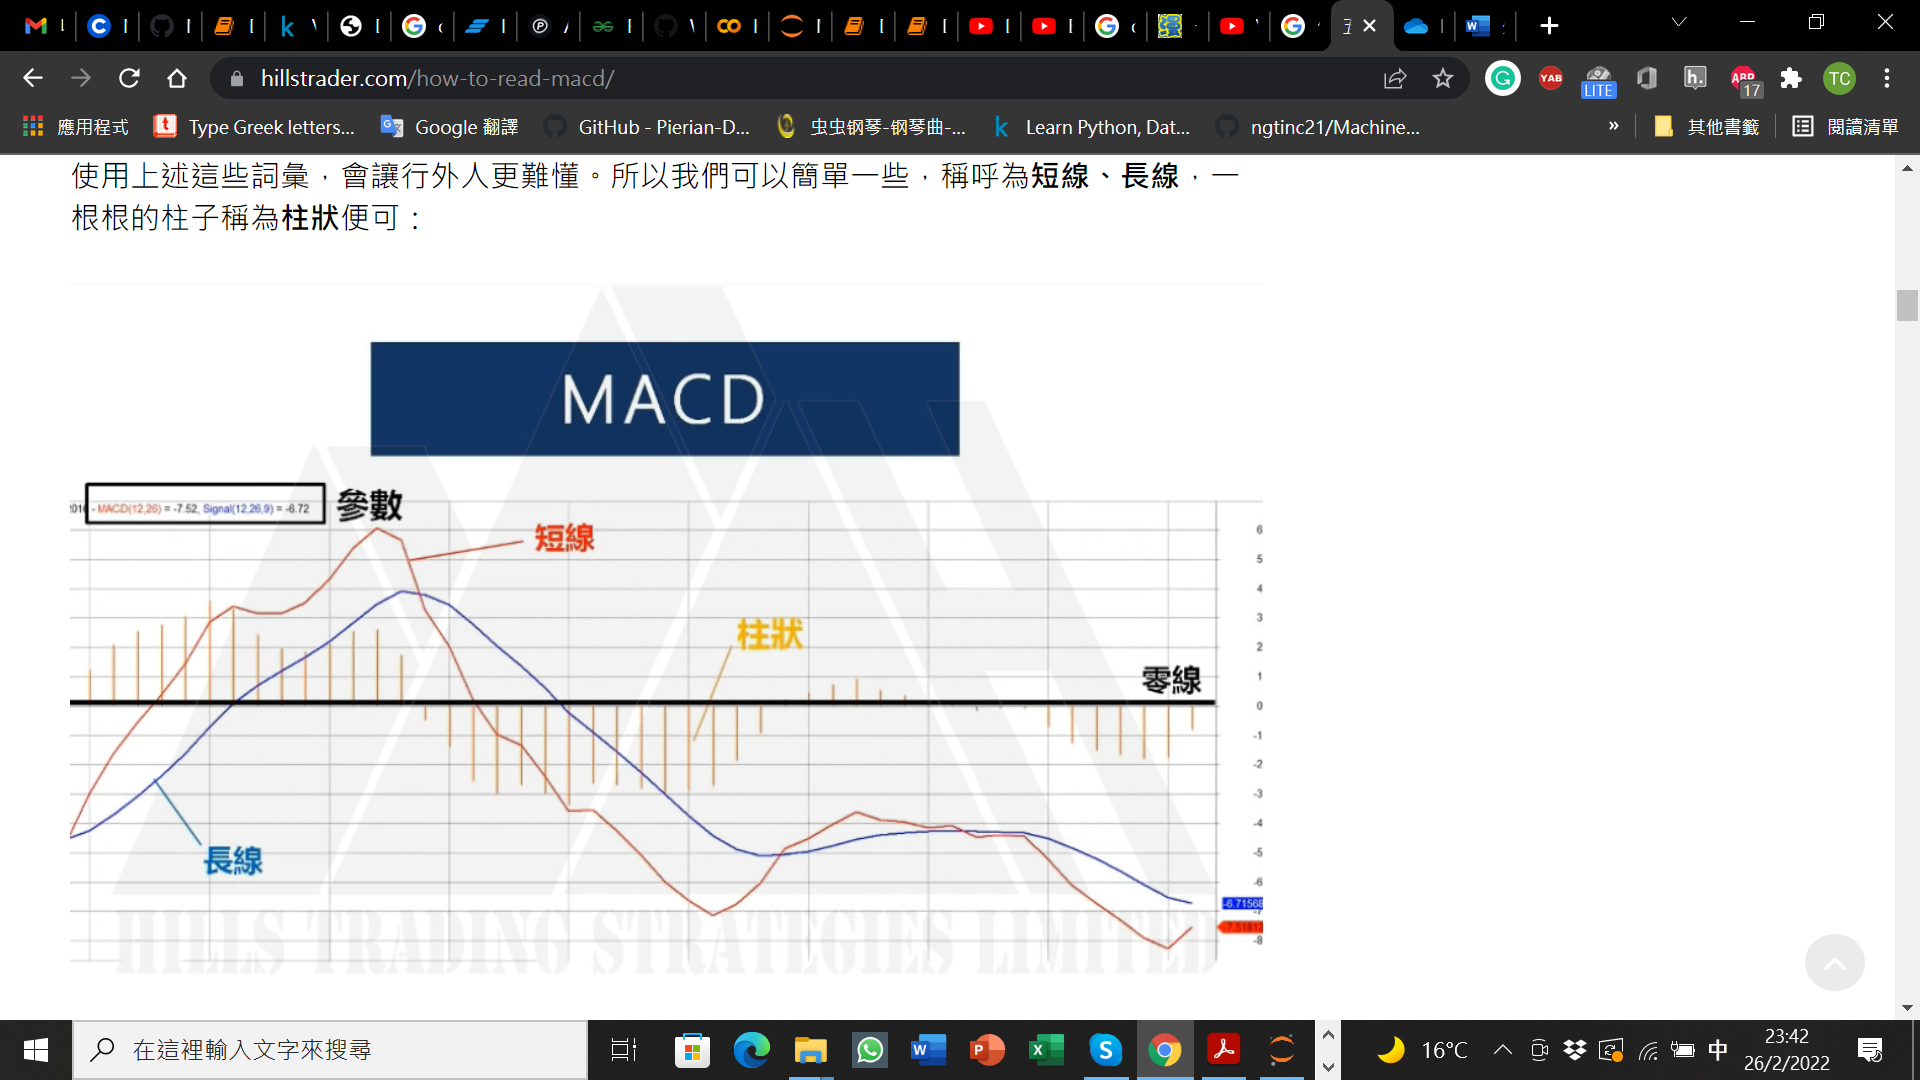 hillstrader.com/how-to-read-macd/
TC
YAB
LITE
h.
ABP
17
應用程式
Type Greek letters...
Google 翻譯
GitHub - Pierian-D...
虫虫钢琴-钢琴曲-...
Learn Python, Dat...
ngtinc21/Machine...
»
其他書籤
閱讀清單
使用上述這些詞彙，會讓行外人更難懂。所以我們可以簡單一些，稱呼為短線、長線，一
根根的柱子稱為柱狀便可：
MACD
- MACD(12,26) = -7.52, Signal(12,26,9) = -6.72
參數
短線
柱狀
零線
長線
6
5
4
3
2
1
0
-1
-2
-3
-4
-5
-6
-6.71568
-7
-8
HILLS TRADING STRATEGIES LIMITED
在這裡輸入文字來搜尋
16°C
中
23:42
26/2/2022